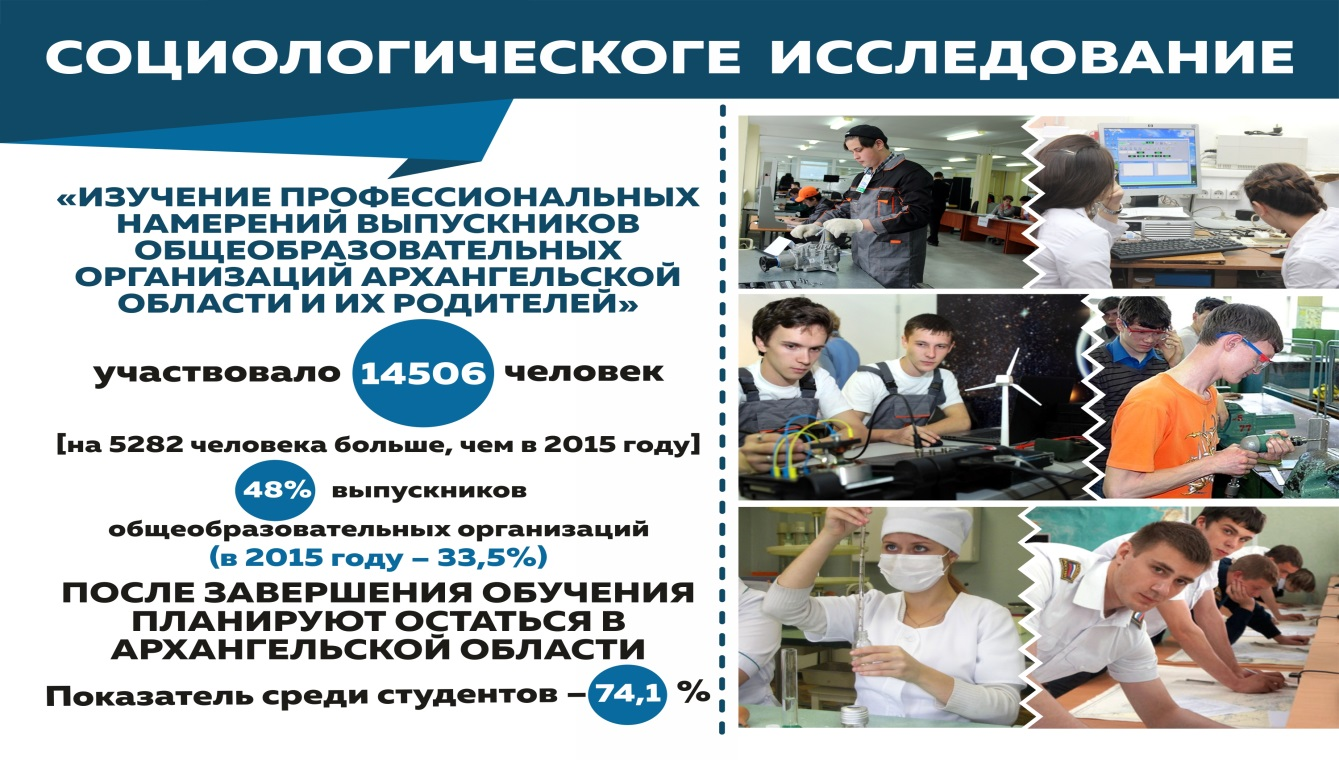 СОЦИОЛОГИЧЕСКОГЕ ИССЛЕДОВАНИЕ
«ИЗУЧЕНИЕ ПРОФЕССИОНАЛЬНЫХ
НАМЕРЕНИЙ ВЫПУСКНИКОВ
ОБЩЕОБРАЗОВАТЕЛЬНЫХ
ОРГАНИЗАЦИЙ АРХАНГЕЛЬСКОЙ
ОБЛАСТИ И ИХ РОДИТЕЛЕЙ»
участвовало 14506 человек
[на 5282 человека больше, чем в 2015 году]
48% выпускников
общеобразовательных организаций
(в 2015 году – 33,5%)
ПОСЛЕ ЗАВЕРШЕНИЯ ОБУЧЕНИЯ
ПЛАНИРУЮТ ОСТАТЬСЯ В
АРХАНГЕЛЬСКОЙ ОБЛАСТИ
Показатель среди студентов – 74,1 %